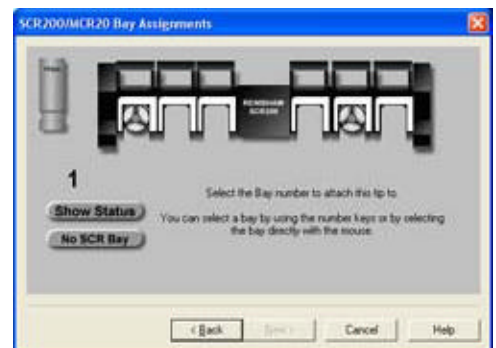 SCR200/MCR20 Bay Assignments
RENISHAW
SCR200
1
Show Status
No SCR Bay
Select the Bay number to attach this tip to.
You can select a bay by using the number keys or by selecting
the bay directly with the mouse.
< Back
Next >
Cancel
Help